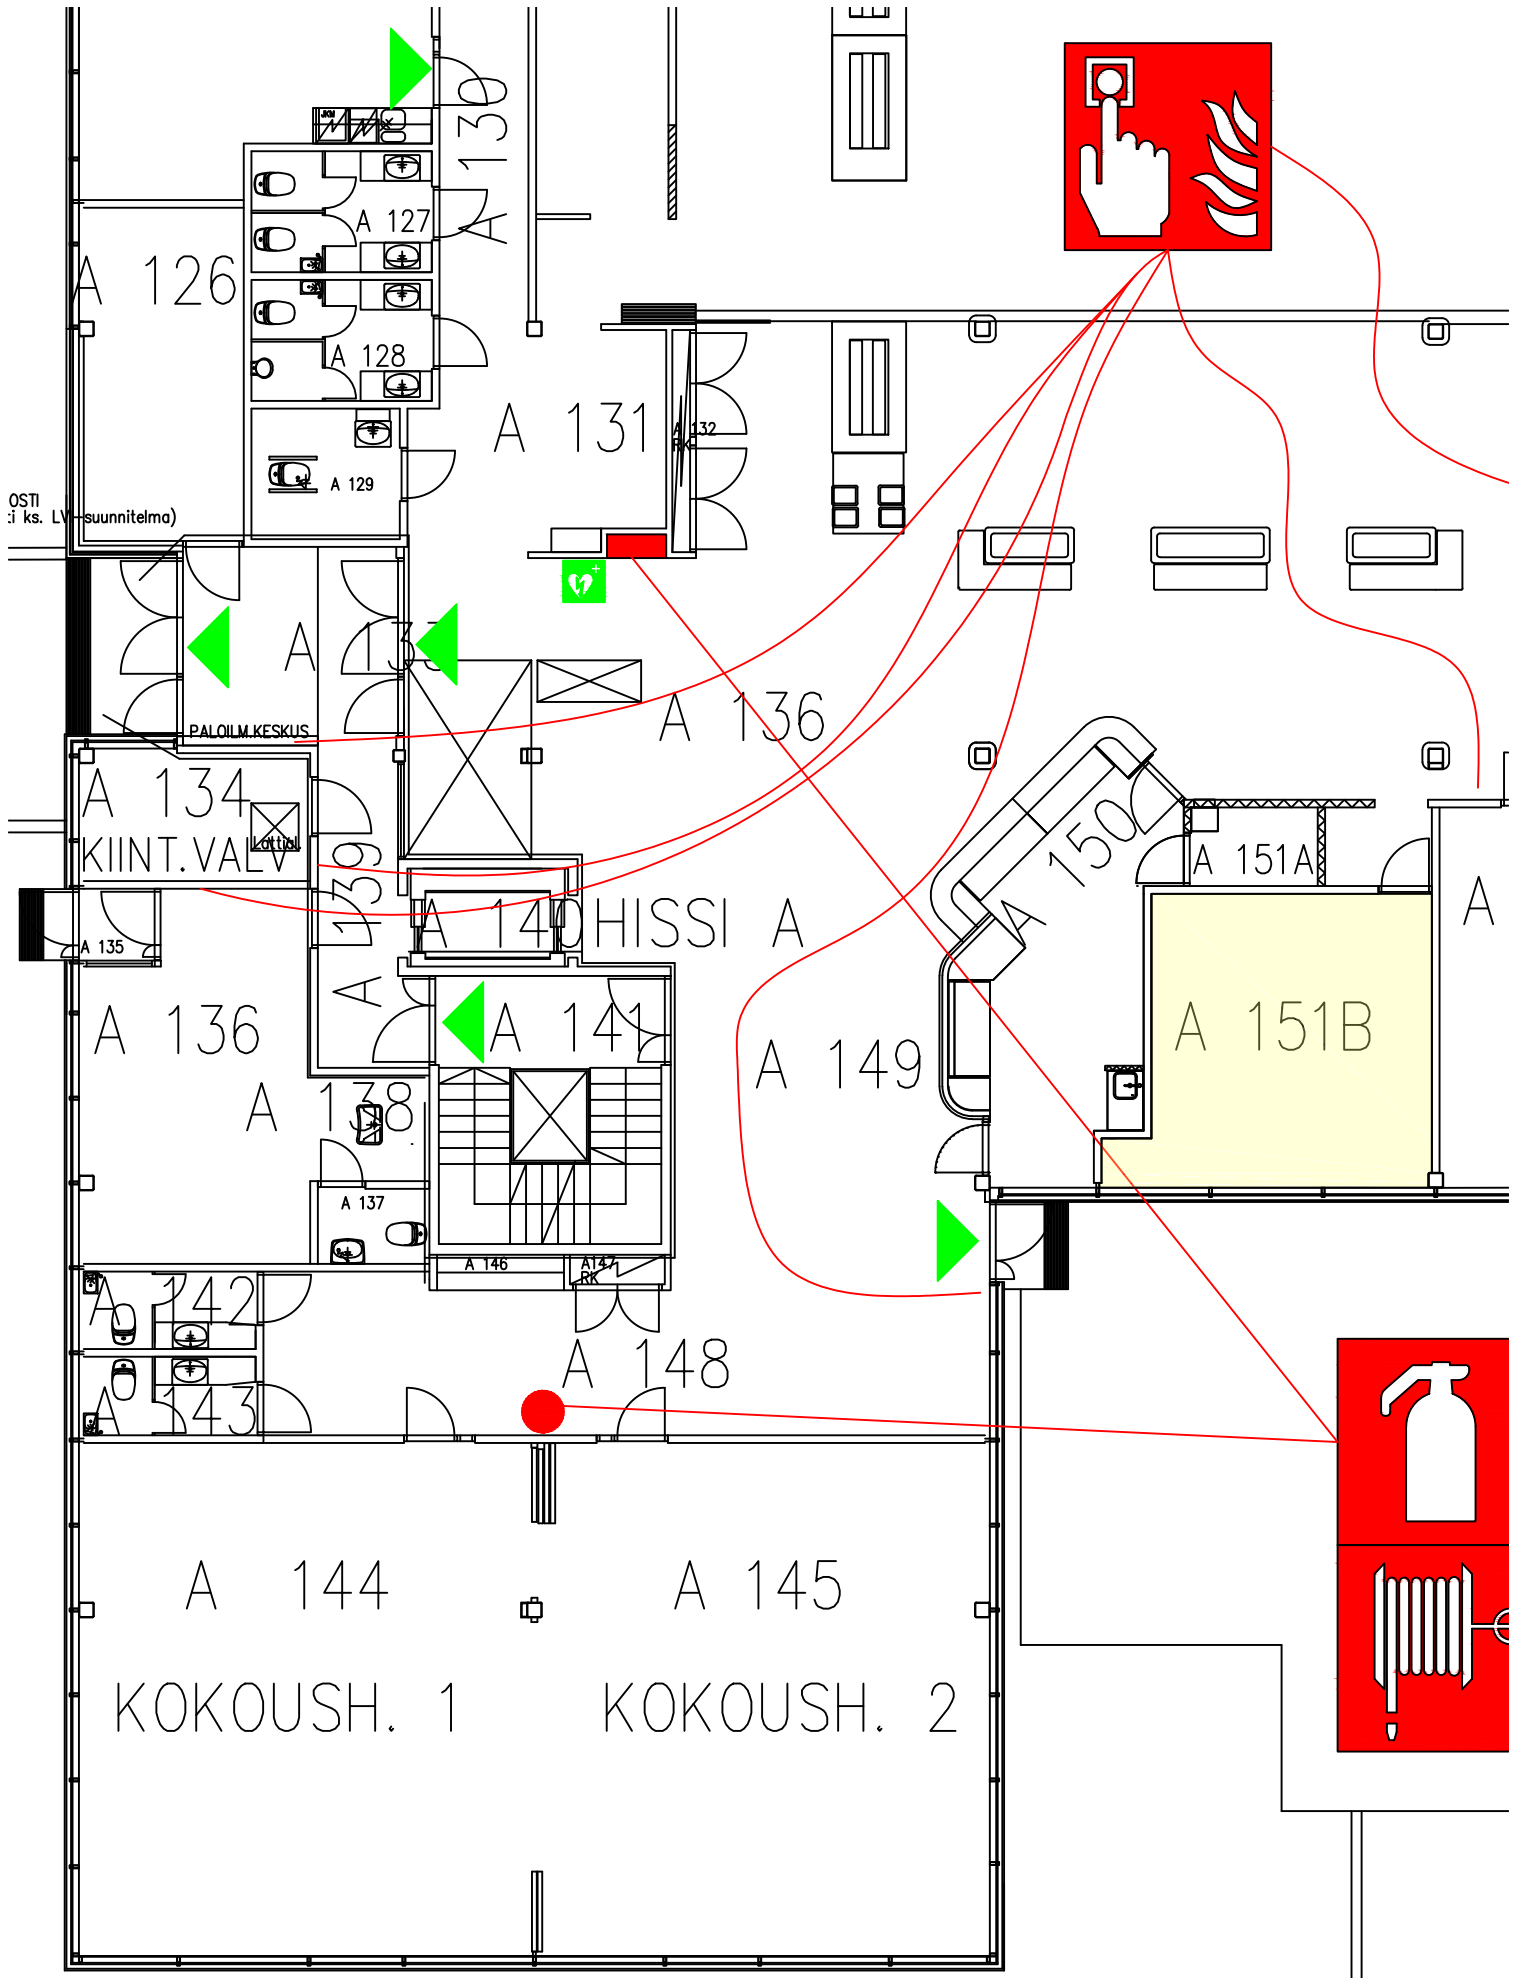 A 130
A 127
A 126
A 128
A 131
A 132
RK
A 129
OSTI
ti ks. LVI-suunnitelma)
A 133
A 136
PALOILM.KESKUS
A 134
KIINT.VALV
Lattial.
A 139
A 150
A 151A
A
A 140 HISSI A
A 135
A 136
A 141
A 149
A 151B
A 138
A 137
A 146
A147
RK
A 142
A 148
A 143
A 144
A 145
KOKOUSH. 1
KOKOUSH. 2